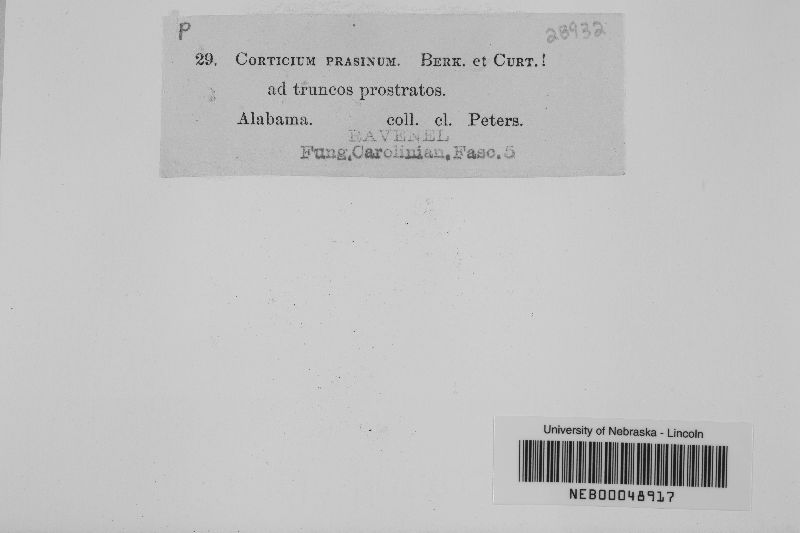 P
28932
29. CORTICIUM PRASINUM. BERK. et CURT.!
ad truncos prostratos.
Alabama. coll. cl. Peters.
RAVENEL
Fung. Carolinian. Fasc. 5
University of Nebraska - Lincoln
NEB00048917